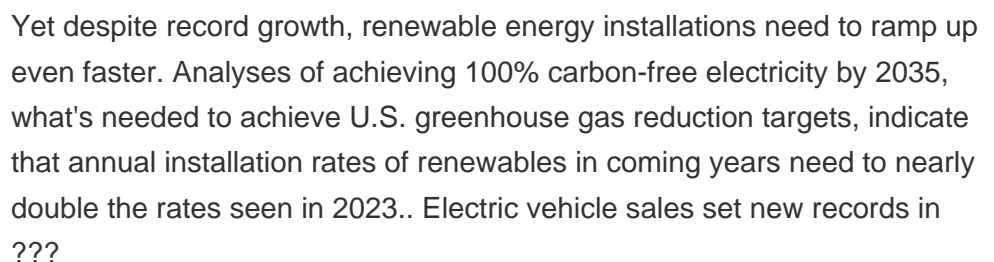 Yet despite record growth, renewable energy installations need to ramp up
even faster. Analyses of achieving 100% carbon-free electricity by 2035,
what's needed to achieve U.S. greenhouse gas reduction targets, indicate
that annual installation rates of renewables in coming years need to nearly
double the rates seen in 2023.. Electric vehicle sales set new records in
???